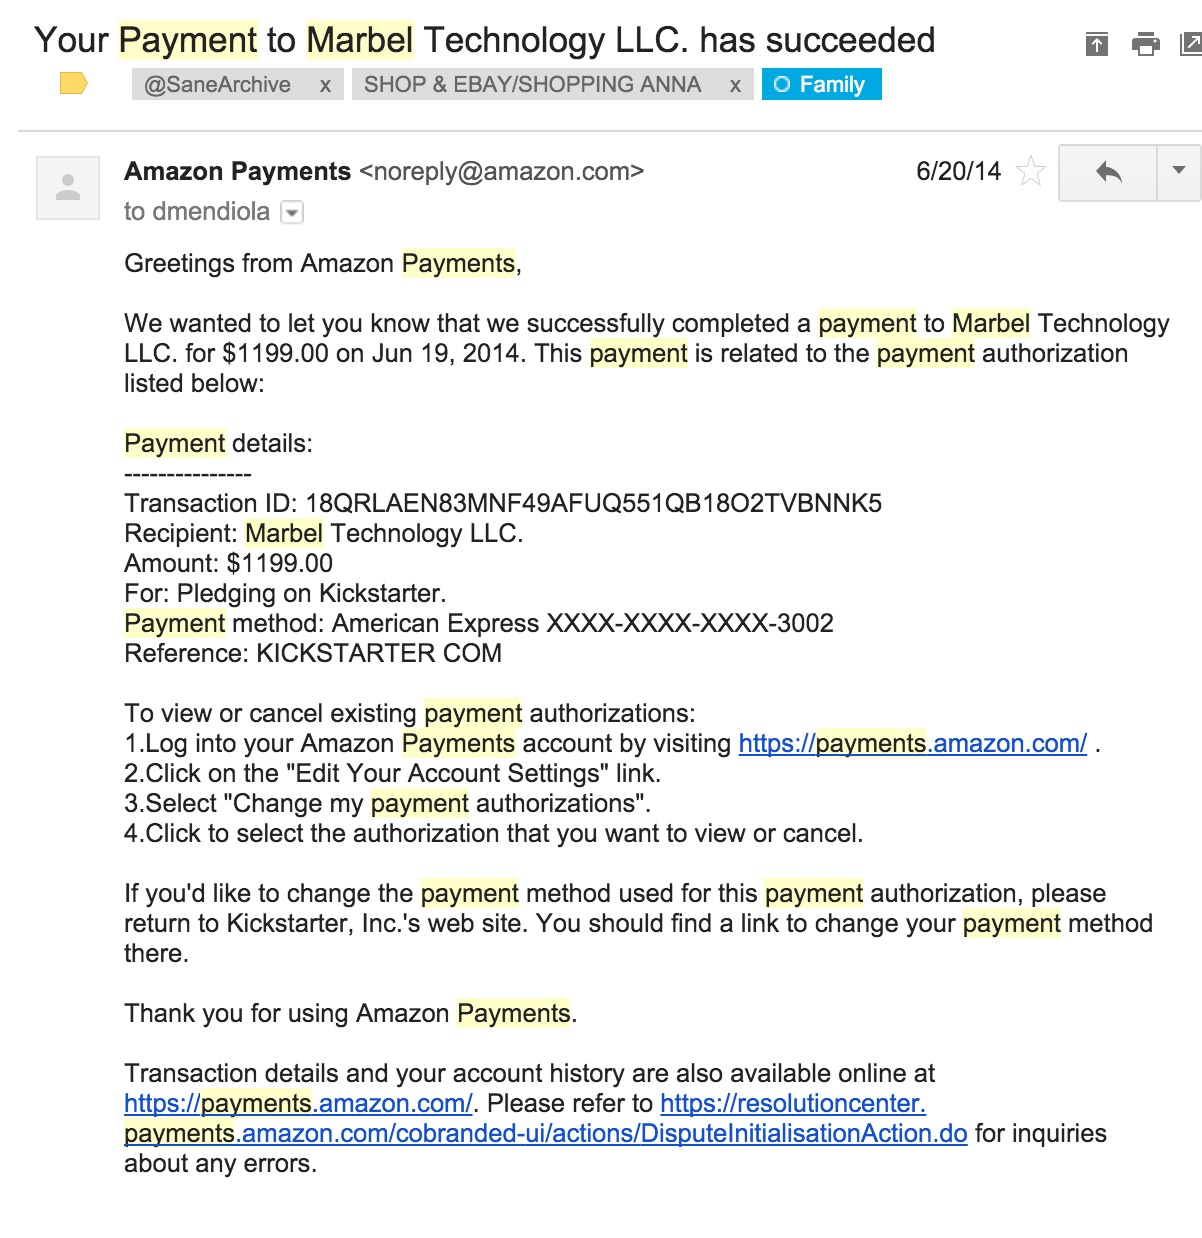 Your Payment to Marbel Technology LLC. has succeeded
@SaneArchive x SHOP & EBAY/SHOPPING ANNA x Family
Amazon Payments <noreply@amazon.com> 6/20/14
to dmendiola
Greetings from Amazon Payments,
We wanted to let you know that we successfully completed a payment to Marbel Technology
LLC. for $1199.00 on Jun 19, 2014. This payment is related to the payment authorization
listed below:
Payment details:
---------------
Transaction ID: 18QRLAEN83MNF49AFUQ551QB18O2TVBNNK5
Recipient: Marbel Technology LLC.
Amount: $1199.00
For: Pledging on Kickstarter.
Payment method: American Express XXXX-XXXX-XXXX-3002
Reference: KICKSTARTER COM
To view or cancel existing payment authorizations:
1.Log into your Amazon Payments account by visiting https://payments.amazon.com/ .
2.Click on the "Edit Your Account Settings" link.
3.Select "Change my payment authorizations".
4.Click to select the authorization that you want to view or cancel.
If you'd like to change the payment method used for this payment authorization, please
return to Kickstarter, Inc.'s web site. You should find a link to change your payment method
there.
Thank you for using Amazon Payments.
Transaction details and your account history are also available online at
https://payments.amazon.com/. Please refer to https://resolutioncenter.
payments.amazon.com/cobranded-ui/actions/DisputeInitialisationAction.do for inquiries
about any errors.